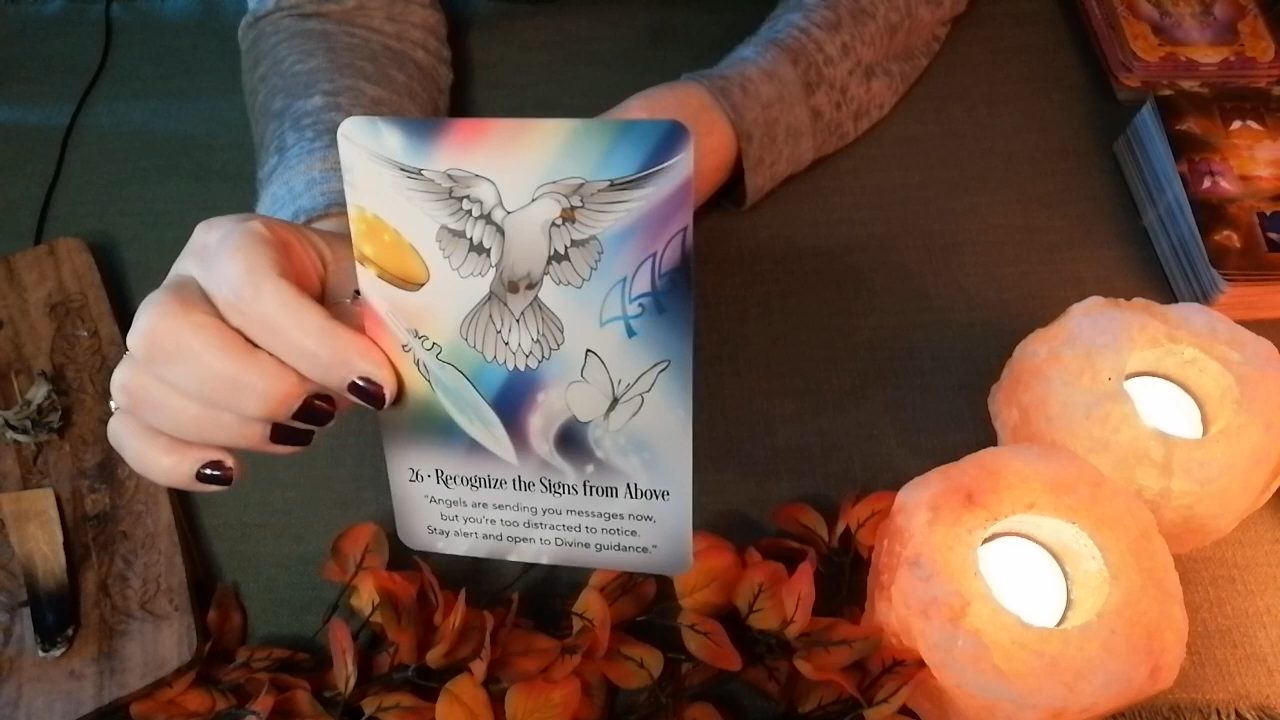 444
26 · Recognize the Signs from Above
"Angels are sending you messages now,
but you're too distracted to notice.
Stay alert and open to Divine guidance."